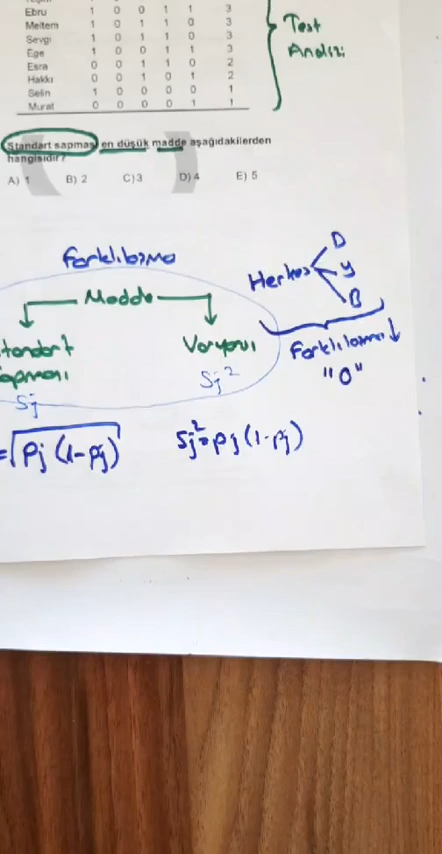 Ebru 1 0 0 1 1 3
Meltem 1 0 1 1 0 3
Sevgi 1 0 1 1 0 3
Ege 1 0 0 1 1 3
Esra 0 0 1 1 0 2
Hakkı 0 0 1 0 1 2
Selin 1 0 0 0 0 1
Murat 0 0 0 0 1 1
Test
Analizi
Standart sapması en düşük madde aşağıdakilerden
hangisidir?
A) 1 B) 2 C) 3 D) 4 E) 5
Farklılaşma
Madde
Herkes
D
Y
B
Varyansı
Sj²
Sj
Farklılaşma ↓
"0"
= √pj (1-pj)
Sj² = pj (1-pj)